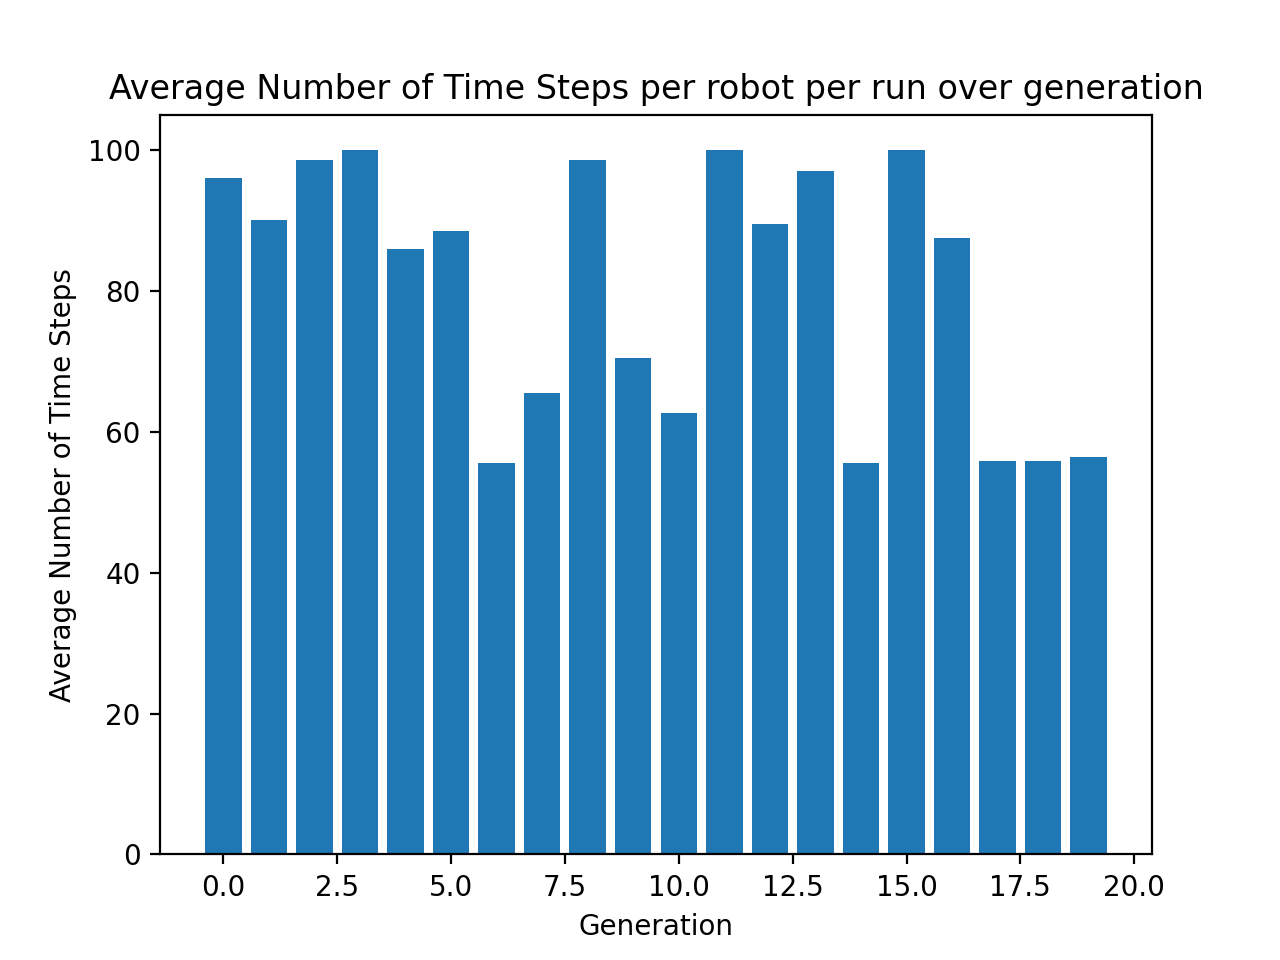 Average Number of Time Steps per robot per run over generation
100
80
60
40
20
0
Average Number of Time Steps
0.0 2.5 5.0 7.5 10.0 12.5 15.0 17.5 20.0
Generation